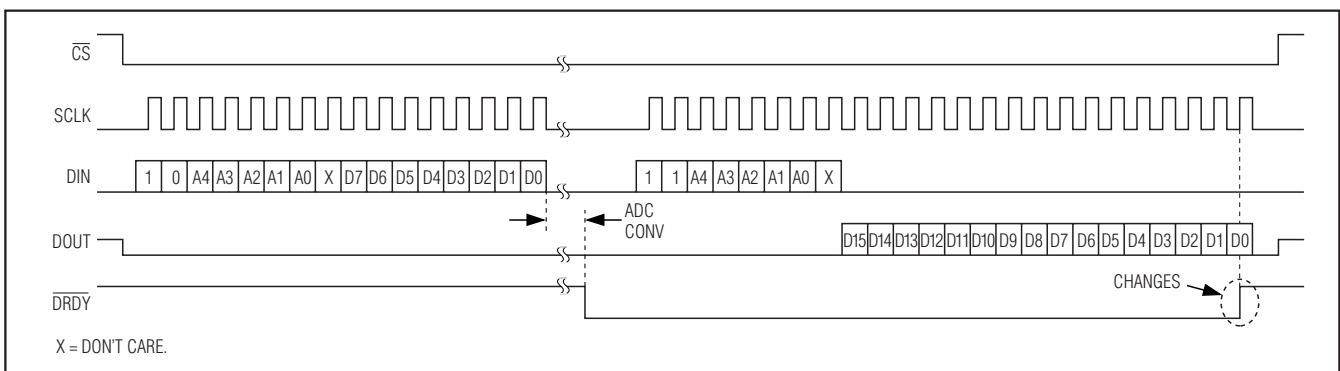 CS
SCLK
DIN 1 0 A4 A3 A2 A1 A0 X D7 D6 D5 D4 D3 D2 D1 D0 1 1 A4 A3 A2 A1 A0 X
ADC
CONV
DOUT D15 D14 D13 D12 D11 D10 D9 D8 D7 D6 D5 D4 D3 D2 D1 D0
CHANGES
DRDY
X = DON'T CARE.